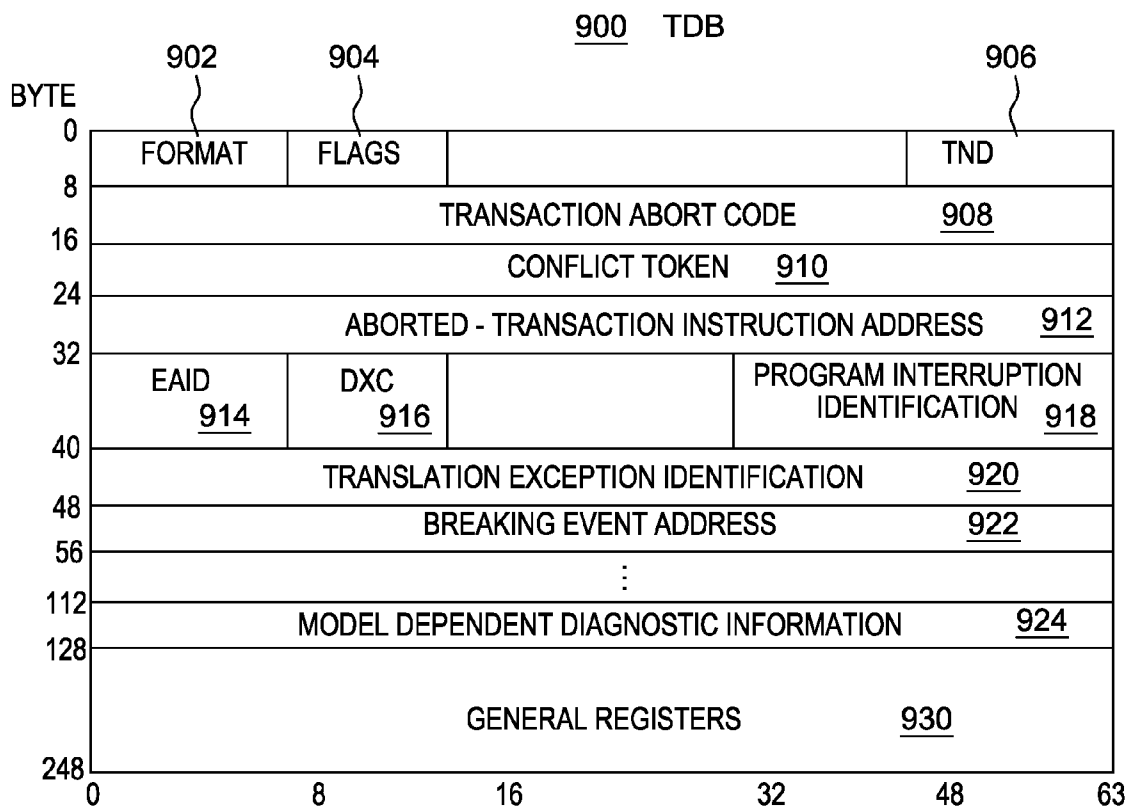 900 TDB
902 904 906
BYTE
0 FORMAT FLAGS TND
8
TRANSACTION ABORT CODE 908
16
CONFLICT TOKEN 910
24
ABORTED - TRANSACTION INSTRUCTION ADDRESS 912
32
EAID 914 DXC 916 PROGRAM INTERRUPTION IDENTIFICATION 918
40
TRANSLATION EXCEPTION IDENTIFICATION 920
48
BREAKING EVENT ADDRESS 922
56
⋮
112
MODEL DEPENDENT DIAGNOSTIC INFORMATION 924
128
GENERAL REGISTERS 930
248
0 8 16 32 48 63